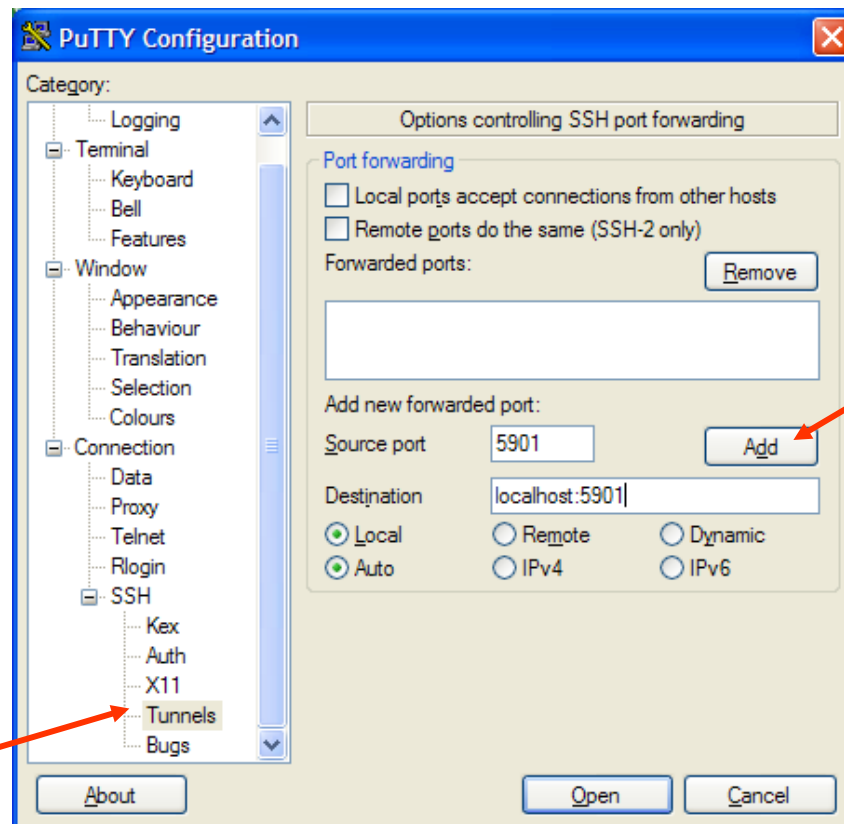 PuTTY Configuration
Category:
Logging
Terminal
Keyboard
Bell
Features
Window
Appearance
Behaviour
Translation
Selection
Colours
Connection
Data
Proxy
Telnet
Rlogin
SSH
Kex
Auth
X11
Tunnels
Bugs
Options controlling SSH port forwarding
Port forwarding
Local ports accept connections from other hosts
Remote ports do the same (SSH-2 only)
Forwarded ports:
Remove
Add new forwarded port:
Source port 5901 Add
Destination localhost:5901
Local Remote Dynamic
Auto IPv4 IPv6
About Open Cancel